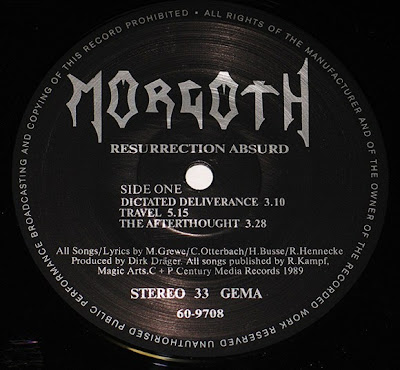 ALL RIGHTS OF THE MANUFACTURER AND OF THE OWNER OF THE RECORDED WORK RESERVED UNAUTHORISED PUBLIC PERFORMANCE BROADCASTING AND COPYING OF THIS RECORD PROHIBITED •
MORGOTH
RESURRECTION ABSURD
SIDE ONE
DICTATED DELIVERANCE 3.10
TRAVEL 5.15
THE AFTERTHOUGHT 3.28
All Songs/Lyrics by M.Grewe/C.Otterbach/H.Busse/R.Hennecke
Produced by Dirk Dräger. All songs published by R.Kampf,
Magic Arts.C + P Century Media Records 1989
STEREO 33 GEMA
60-9708